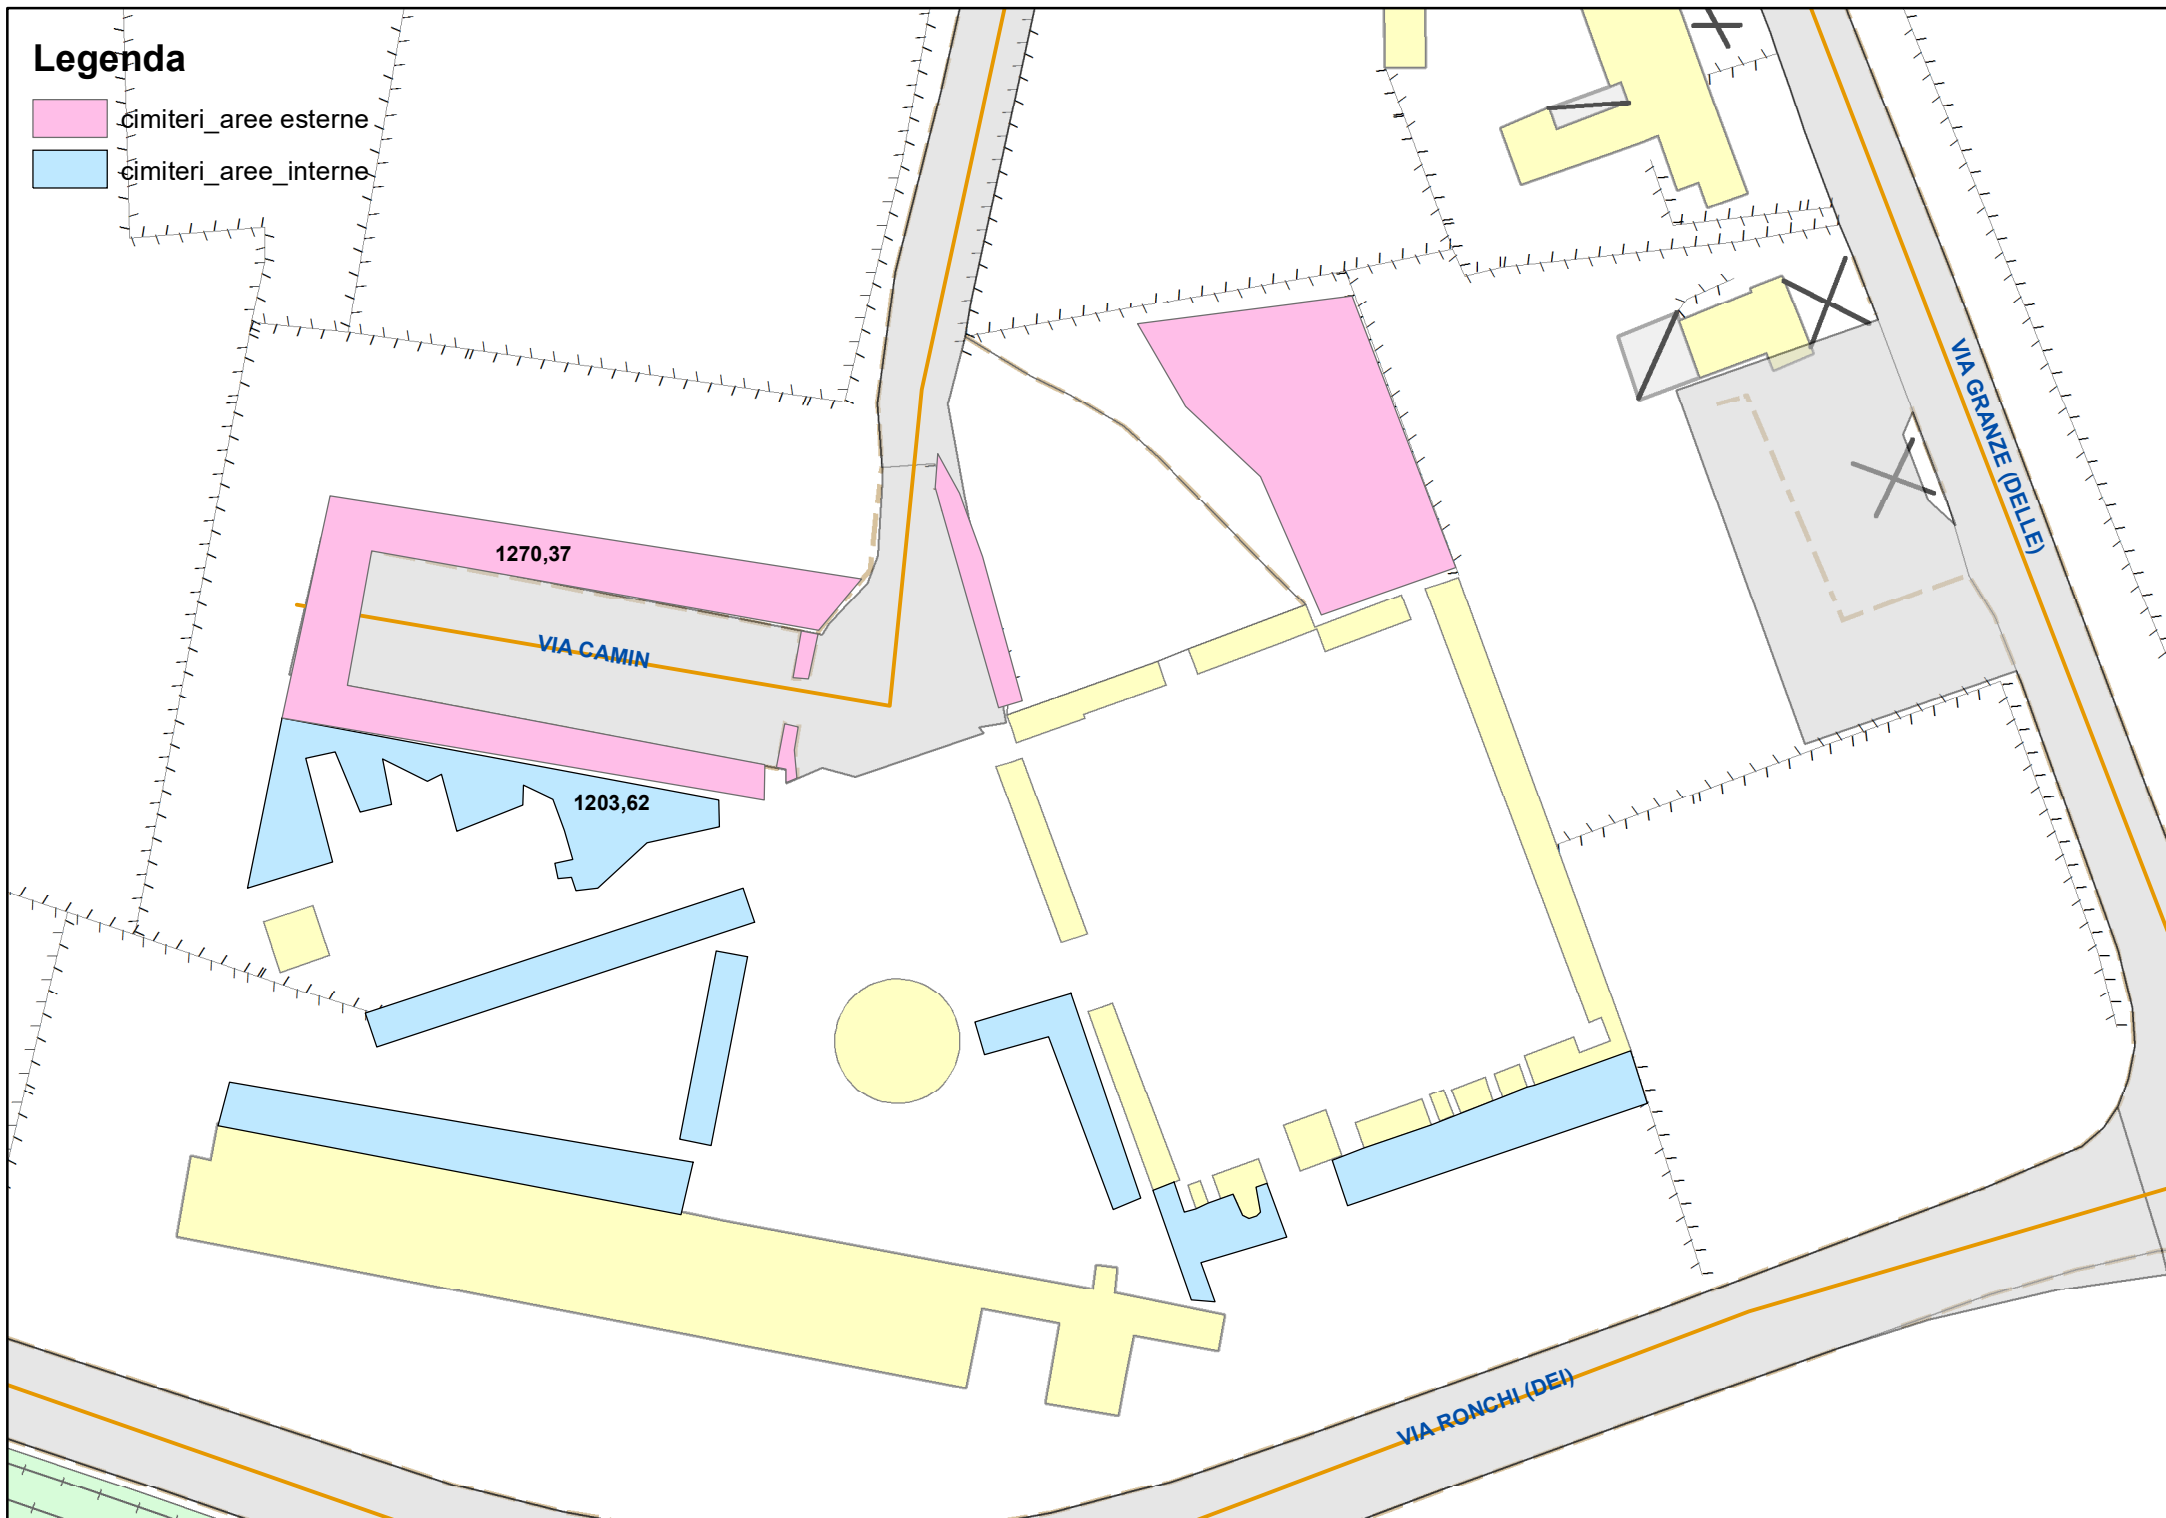 Legenda
cimiteri_aree esterne
cimiteri_aree_interne
VIA GRANZE (DELLE)
1270,37
VIA CAMIN
1203,62
VIA RONCHI (DEI)